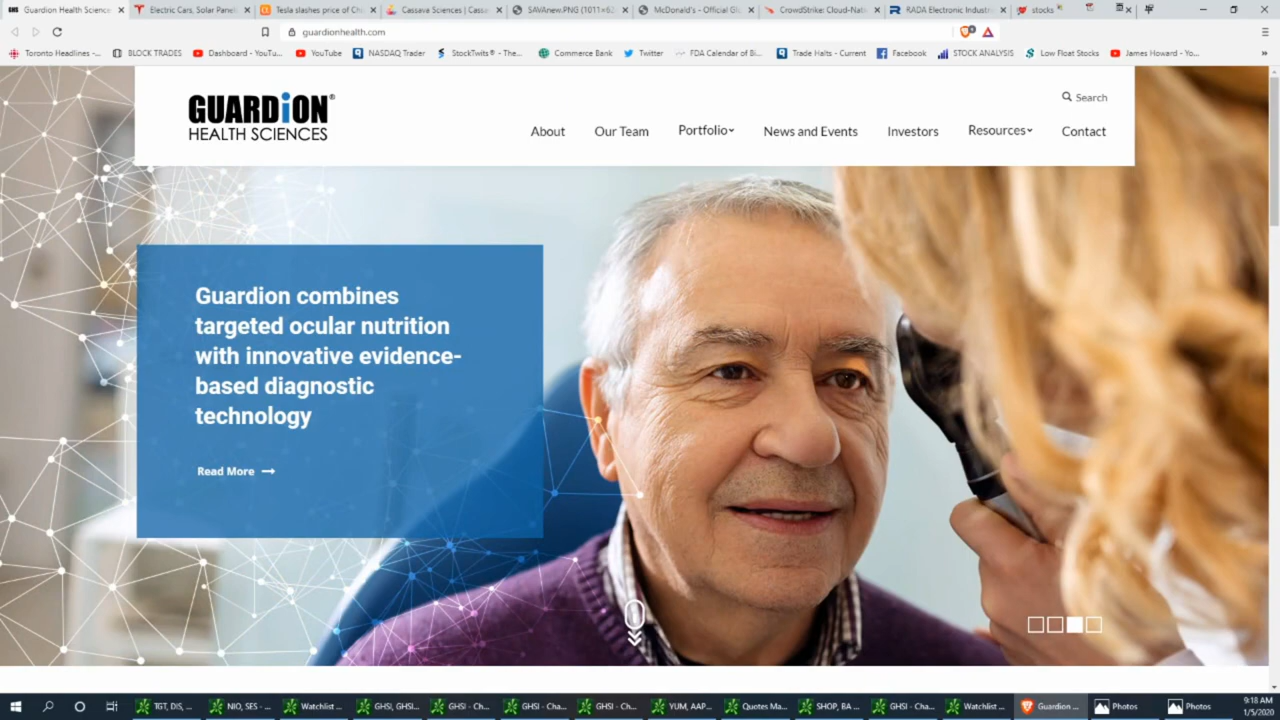 Guardion Health Science
Electric Cars, Solar Panel
Tesla slashes price of Ch
Cassava Sciences | Cassa
SAVAnew.PNG (1011×62
McDonald's - Official Gl
CrowdStrike: Cloud-Nati
RADA Electronic Industri
stocks
guardionhealth.com
Toronto Headlines -...
BLOCK TRADES
Dashboard - YouTu...
YouTube
NASDAQ Trader
StockTwits® - The...
Commerce Bank
Twitter
FDA Calendar of Bi...
Trade Halts - Current
Facebook
STOCK ANALYSIS
Low Float Stocks
James Howard - Yo...
GUARDiON®
HEALTH SCIENCES
Search
About
Our Team
Portfolio
News and Events
Investors
Resources
Contact
Guardion combines
targeted ocular nutrition
with innovative evidence-
based diagnostic
technology
Read More
TGT, DIS, ...
NIO, SES - ...
Watchlist ...
GHSI, GHSI...
GHSI - Ch...
GHSI - Cha...
GHSI - Ch...
YUM, AAP...
Quotes Ma...
SHOP, BA ...
GHSI - Cha...
Watchlist ...
Guardion ...
Photos
Photos
9:18 AM
1/5/2020